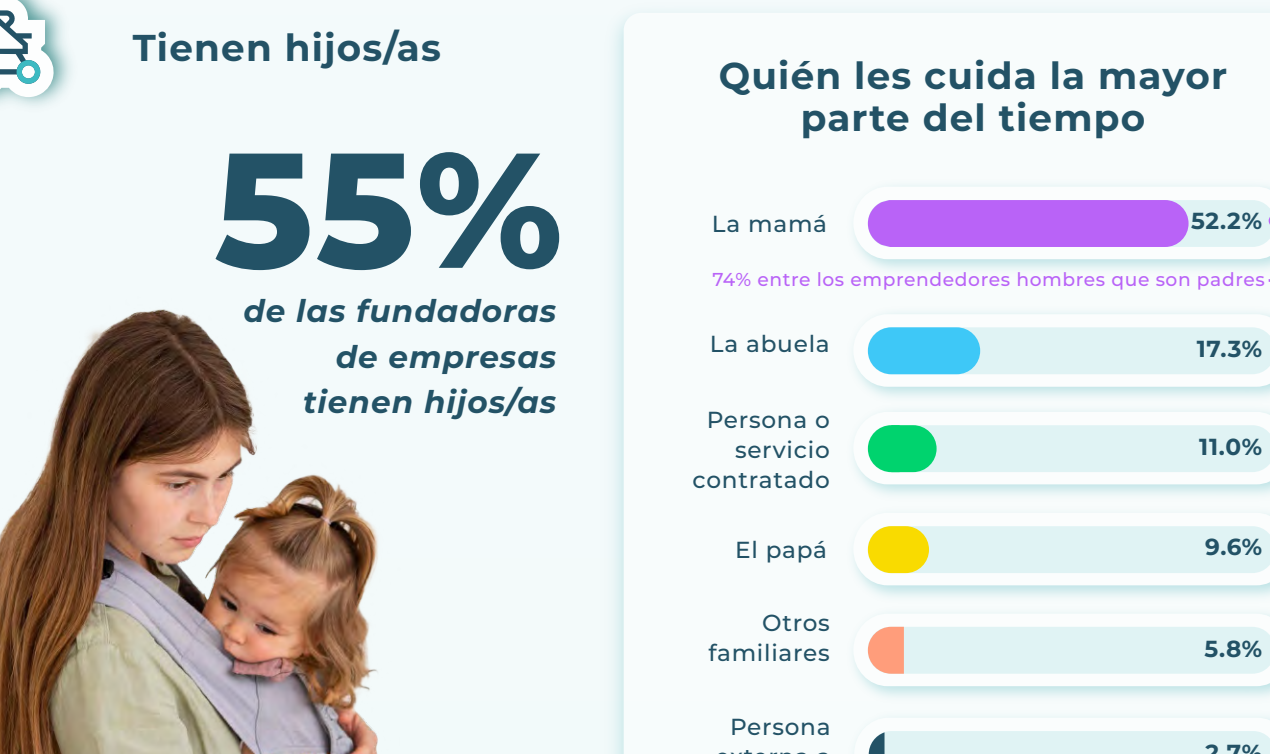 Tienen hijos/as
55%
de las fundadoras
de empresas
tienen hijos/as
Quién les cuida la mayor
parte del tiempo
La mamá
52.2%
74% entre los emprendedores hombres que son padres
La abuela
17.3%
Persona o
servicio
contratado
11.0%
El papá
9.6%
Otros
familiares
5.8%
Persona
2.7%